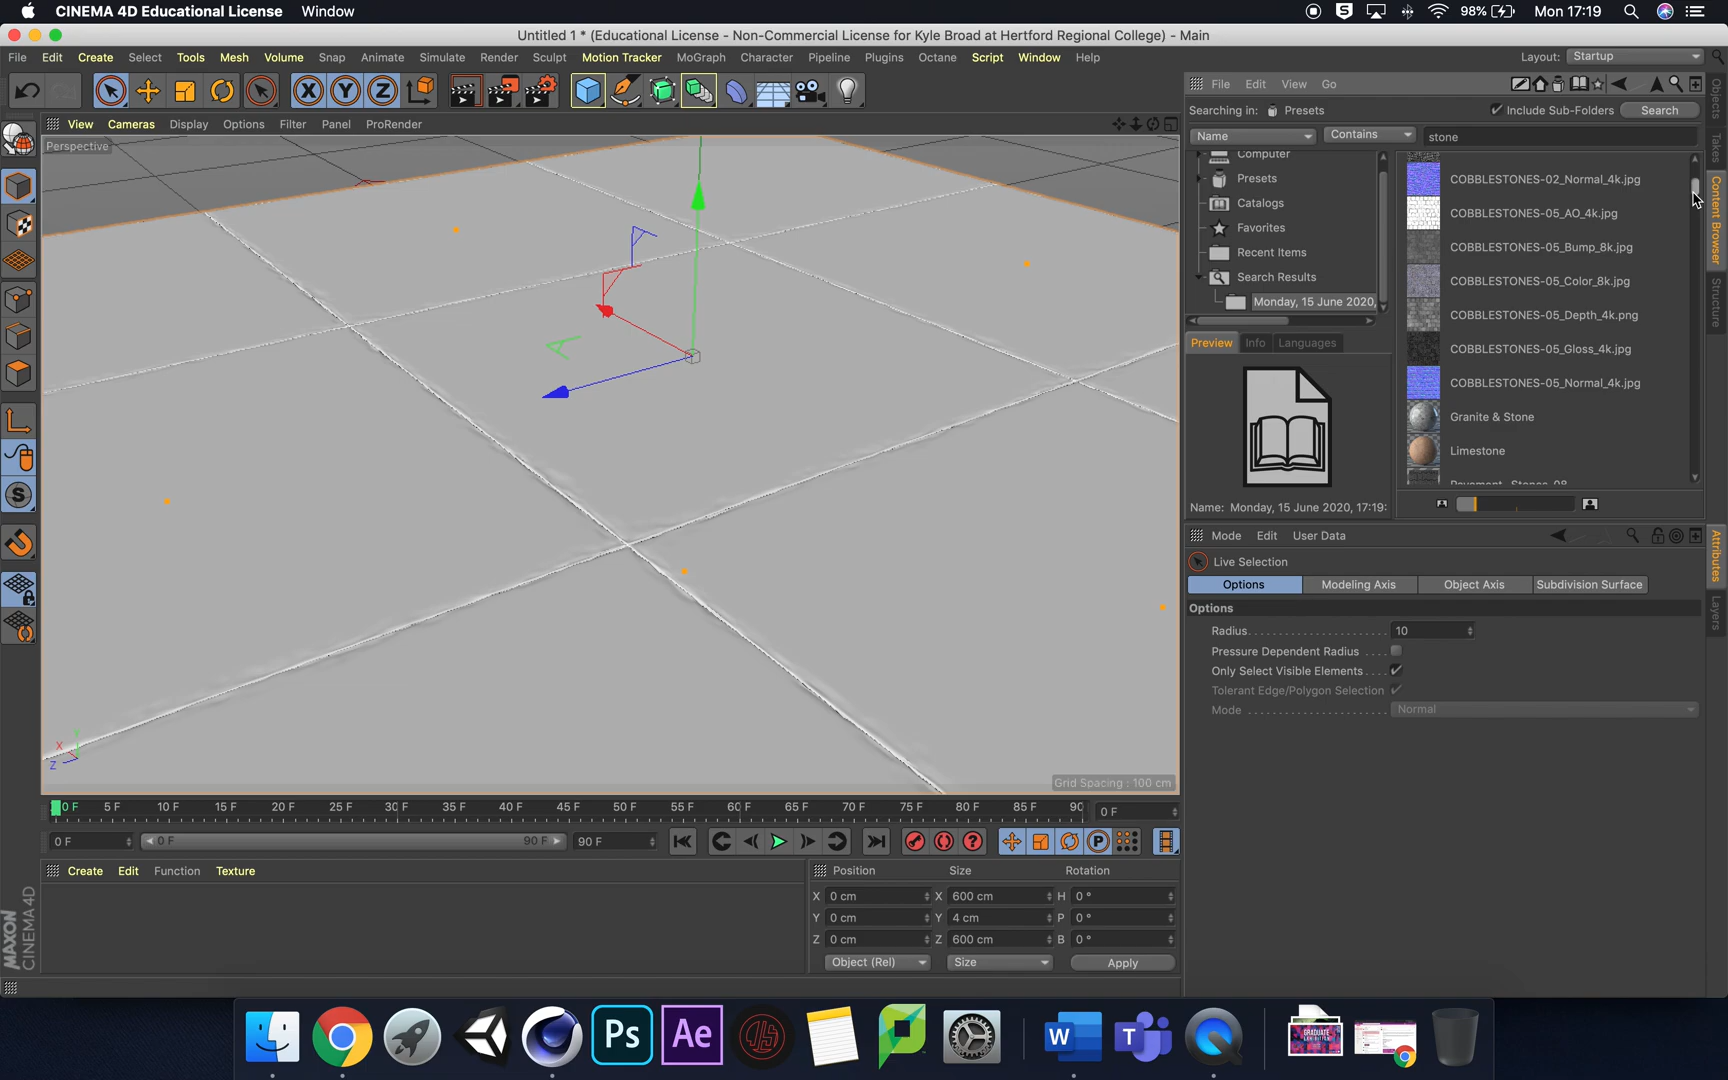 CINEMA 4D Educational License Window
98% Mon 17:19
Untitled 1 * (Educational License - Non-Commercial License for Kyle Broad at Hertford Regional College) - Main
File Edit Create Select Tools Mesh Volume Snap Animate Simulate Render Sculpt Motion Tracker MoGraph Character Pipeline Plugins Octane Script Window Help
Layout: Startup
X Y Z
File Edit View Go
View Cameras Display Options Filter Panel ProRender
Searching in: Presets Include Sub-Folders Search
Name Contains stone
Perspective
Computer
Presets
Catalogs
Favorites
Recent Items
Search Results
Monday, 15 June 2020,
COBBLESTONES-02_Normal_4k.jpg
COBBLESTONES-05_AO_4k.jpg
COBBLESTONES-05_Bump_8k.jpg
COBBLESTONES-05_Color_8k.jpg
COBBLESTONES-05_Depth_4k.png
COBBLESTONES-05_Gloss_4k.jpg
COBBLESTONES-05_Normal_4k.jpg
Granite & Stone
Limestone
Objects
Takes
Content Browser
Structure
Preview Info Languages
Name: Monday, 15 June 2020, 17:19:
Mode Edit User Data
Live Selection
Options Modeling Axis Object Axis Subdivision Surface
Options
Radius 10
Pressure Dependent Radius
Only Select Visible Elements
Tolerant Edge/Polygon Selection
Mode Normal
Attributes
Layers
X
Y
Z
Grid Spacing : 100 cm
0 F 5 F 10 F 15 F 20 F 25 F 30 F 35 F 40 F 45 F 50 F 55 F 60 F 65 F 70 F 75 F 80 F 85 F 90
0 F
0 F 0 F 90 F 90 F
P
Create Edit Function Texture
Position Size Rotation
X 0 cm X 600 cm H 0 °
Y 0 cm Y 4 cm P 0 °
Z 0 cm Z 600 cm B 0 °
Object (Rel) Size Apply
MAXON
CINEMA 4D
Ps
Ae
W
T
GRADUATE